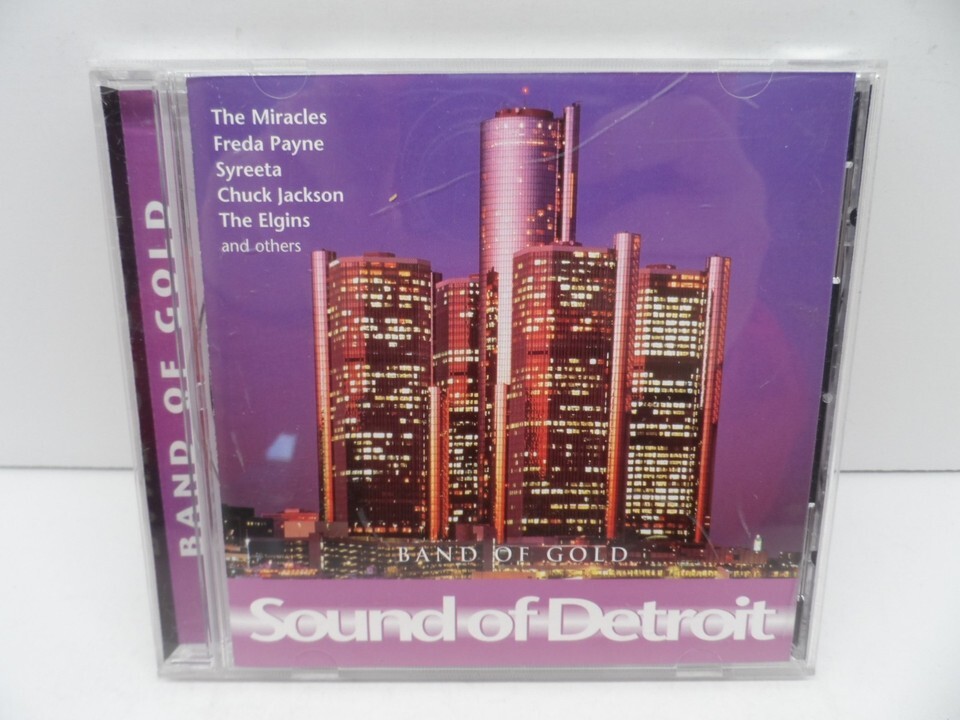 The Miracles
Freda Payne
Syreeta
Chuck Jackson
The Elgins
and others
BAND OF GOLD
BAND OF GOLD
Sound of Detroit